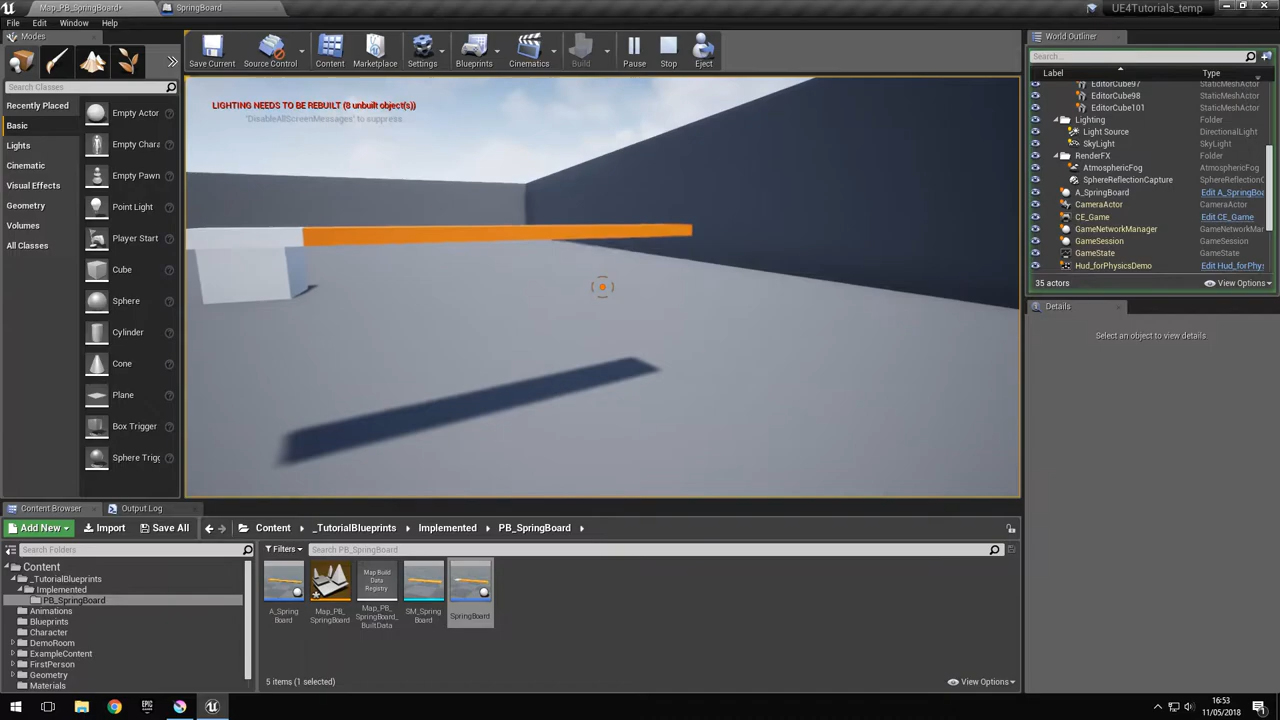 Map_PB_SpringBoard*
SpringBoard
UE4Tutorials_temp
File Edit Window Help
Modes
Search Classes
Recently Placed
Basic
Lights
Cinematic
Visual Effects
Geometry
Volumes
All Classes
Empty Actor
Empty Chara
Empty Pawn
Point Light
Player Start
Cube
Sphere
Cylinder
Cone
Plane
Box Trigger
Sphere Trigg
Save Current
Source Control
Content
Marketplace
Settings
Blueprints
Cinematics
Build
Pause
Stop
Eject
LIGHTING NEEDS TO BE REBUILT (8 unbuilt object(s))
'DisableAllScreenMessages' to suppress
World Outliner
Search...
Label Type
EditorCube97 StaticMeshActor
EditorCube98 StaticMeshActor
EditorCube101 StaticMeshActor
Lighting Folder
Light Source DirectionalLight
SkyLight SkyLight
RenderFX Folder
AtmosphericFog AtmosphericFog
SphereReflectionCapture SphereReflectionC
A_SpringBoard Edit A_SpringBoa
CameraActor CameraActor
CE_Game Edit CE_Game
GameNetworkManager GameNetworkMan
GameSession GameSession
GameState GameState
Hud_forPhysicsDemo Edit Hud_forPhys
35 actors
View Options
Details
Select an object to view details.
Content Browser
Output Log
Add New
Import
Save All
Content
_TutorialBlueprints
Implemented
PB_SpringBoard
Search Folders
Content
_TutorialBlueprints
Implemented
PB_SpringBoard
Animations
Blueprints
Character
DemoRoom
ExampleContent
FirstPerson
Geometry
Materials
Filters
Search PB_SpringBoard
A_Spring
Board
Map_PB_
SpringBoard
Map Build
Data
Registry
Map_PB_
SpringBoard_
BuiltData
SM_Spring
Board
SpringBoard
5 items (1 selected)
View Options
EPIC
16:53
11/05/2018